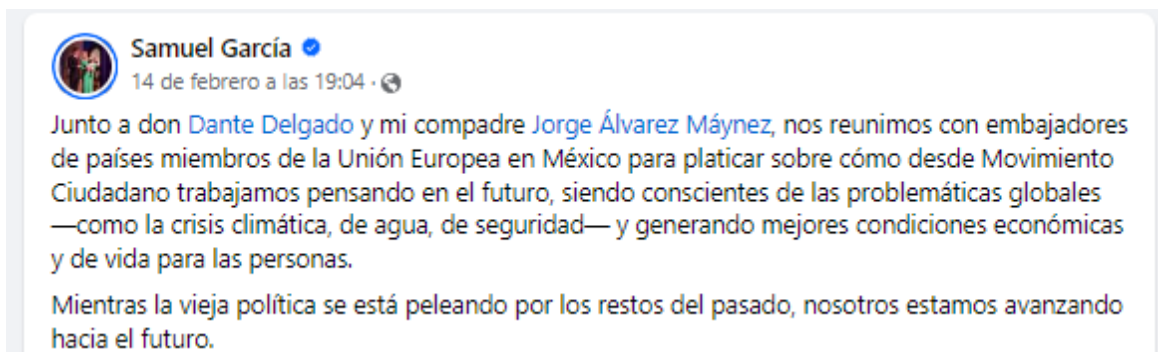 Samuel García
14 de febrero a las 19:04 ·
Junto a don Dante Delgado y mi compadre Jorge Álvarez Máynez, nos reunimos con embajadores
de países miembros de la Unión Europea en México para platicar sobre cómo desde Movimiento
Ciudadano trabajamos pensando en el futuro, siendo conscientes de las problemáticas globales
—como la crisis climática, de agua, de seguridad— y generando mejores condiciones económicas
y de vida para las personas.
Mientras la vieja política se está peleando por los restos del pasado, nosotros estamos avanzando
hacia el futuro.